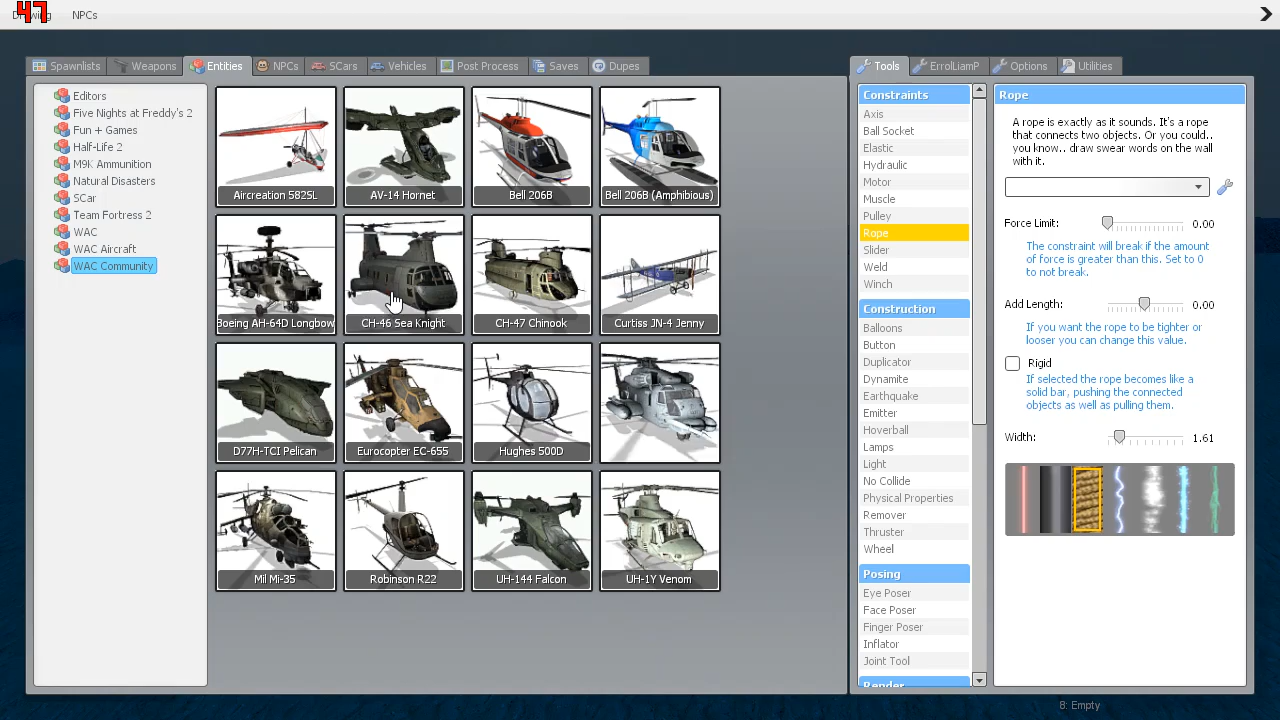 47
NPCs
Spawnlists
Weapons
Entities
NPCs
SCars
Vehicles
Post Process
Saves
Dupes
Tools
ErrolLiamP
Options
Utilities
Editors
Five Nights at Freddy's 2
Fun + Games
Half-Life 2
M9K Ammunition
Natural Disasters
SCar
Team Fortress 2
WAC
WAC Aircraft
WAC Community
Aircreation 582SL
AV-14 Hornet
Bell 206B
Bell 206B (Amphibious)
Boeing AH-64D Longbow
CH-46 Sea Knight
CH-47 Chinook
Curtiss JN-4 Jenny
D77H-TCI Pelican
Eurocopter EC-655
Hughes 500D
Mil Mi-35
Robinson R22
UH-144 Falcon
UH-1Y Venom
Constraints
Axis
Ball Socket
Elastic
Hydraulic
Motor
Muscle
Pulley
Rope
Slider
Weld
Winch
Construction
Balloons
Button
Duplicator
Dynamite
Earthquake
Emitter
Hoverball
Lamps
Light
No Collide
Physical Properties
Remover
Thruster
Wheel
Posing
Eye Poser
Face Poser
Finger Poser
Inflator
Joint Tool
Render
Rope
A rope is exactly as it sounds. It's a rope
that connects two objects. Or you could..
you know.. draw swear words on the wall
with it.
Force Limit: 0.00
The constraint will break if the amount
of force is greater than this. Set to 0
to not break.
Add Length: 0.00
If you want the rope to be tighter or
looser you can change this value.
Rigid
If selected the rope becomes like a
solid bar, pushing the connected
objects as well as pulling them.
Width: 1.61
8: Empty